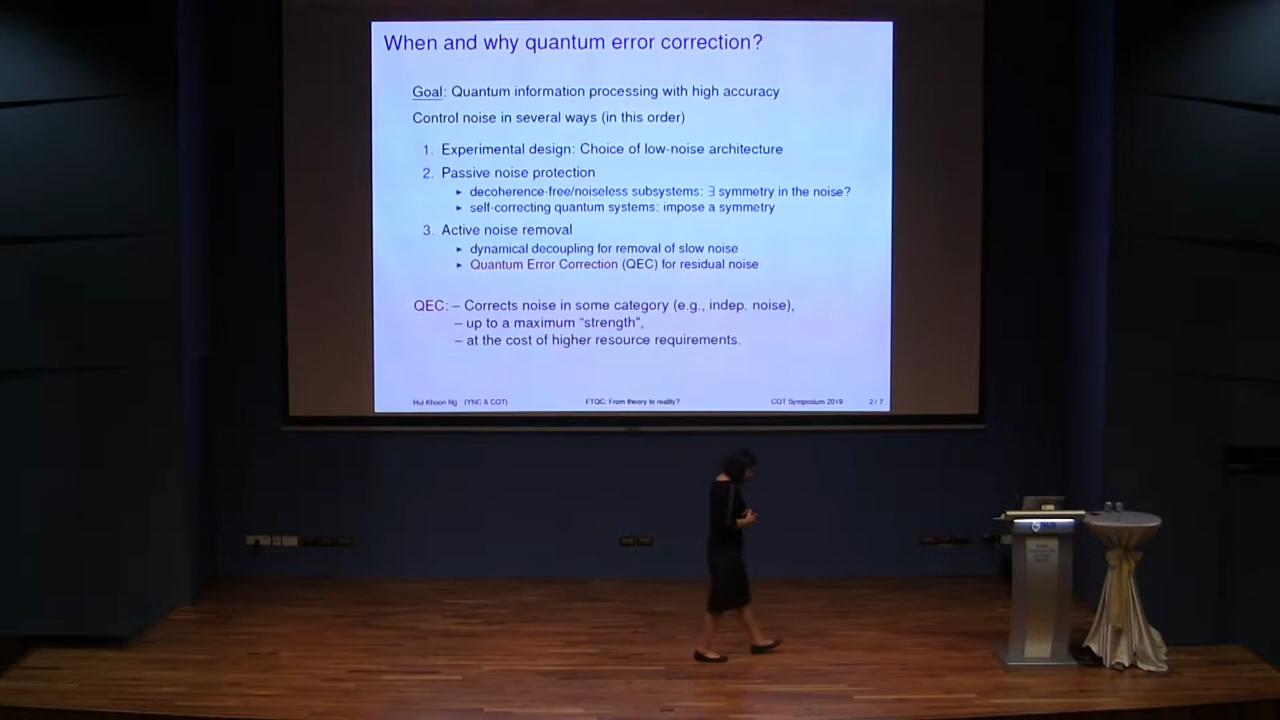 When and why quantum error correction?
Goal: Quantum information processing with high accuracy
Control noise in several ways (in this order)
1. Experimental design: Choice of low-noise architecture
2. Passive noise protection
▸ decoherence-free/noiseless subsystems: ∃ symmetry in the noise?
▸ self-correcting quantum systems: impose a symmetry
3. Active noise removal
▸ dynamical decoupling for removal of slow noise
▸ Quantum Error Correction (QEC) for residual noise
QEC: – Corrects noise in some category (e.g., indep. noise),
– up to a maximum “strength”,
– at the cost of higher resource requirements.
Hui Khoon Ng (YNC & CQT) FTQC: From theory to reality? CQT Symposium 2019 2 / 7